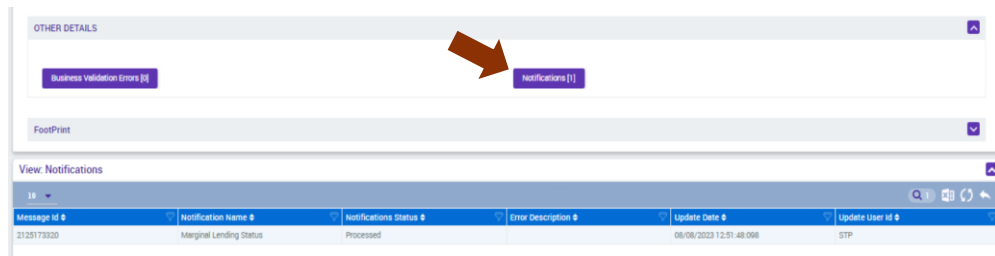 OTHER DETAILS
Business Validation Errors [0]
Notifications [1]
FootPrint
View: Notifications
10
1
Message Id Notification Name Notifications Status Error Description Update Date Update User Id
2125173320 Marginal Lending Status Processed 08/08/2023 12:51:48:098 STP